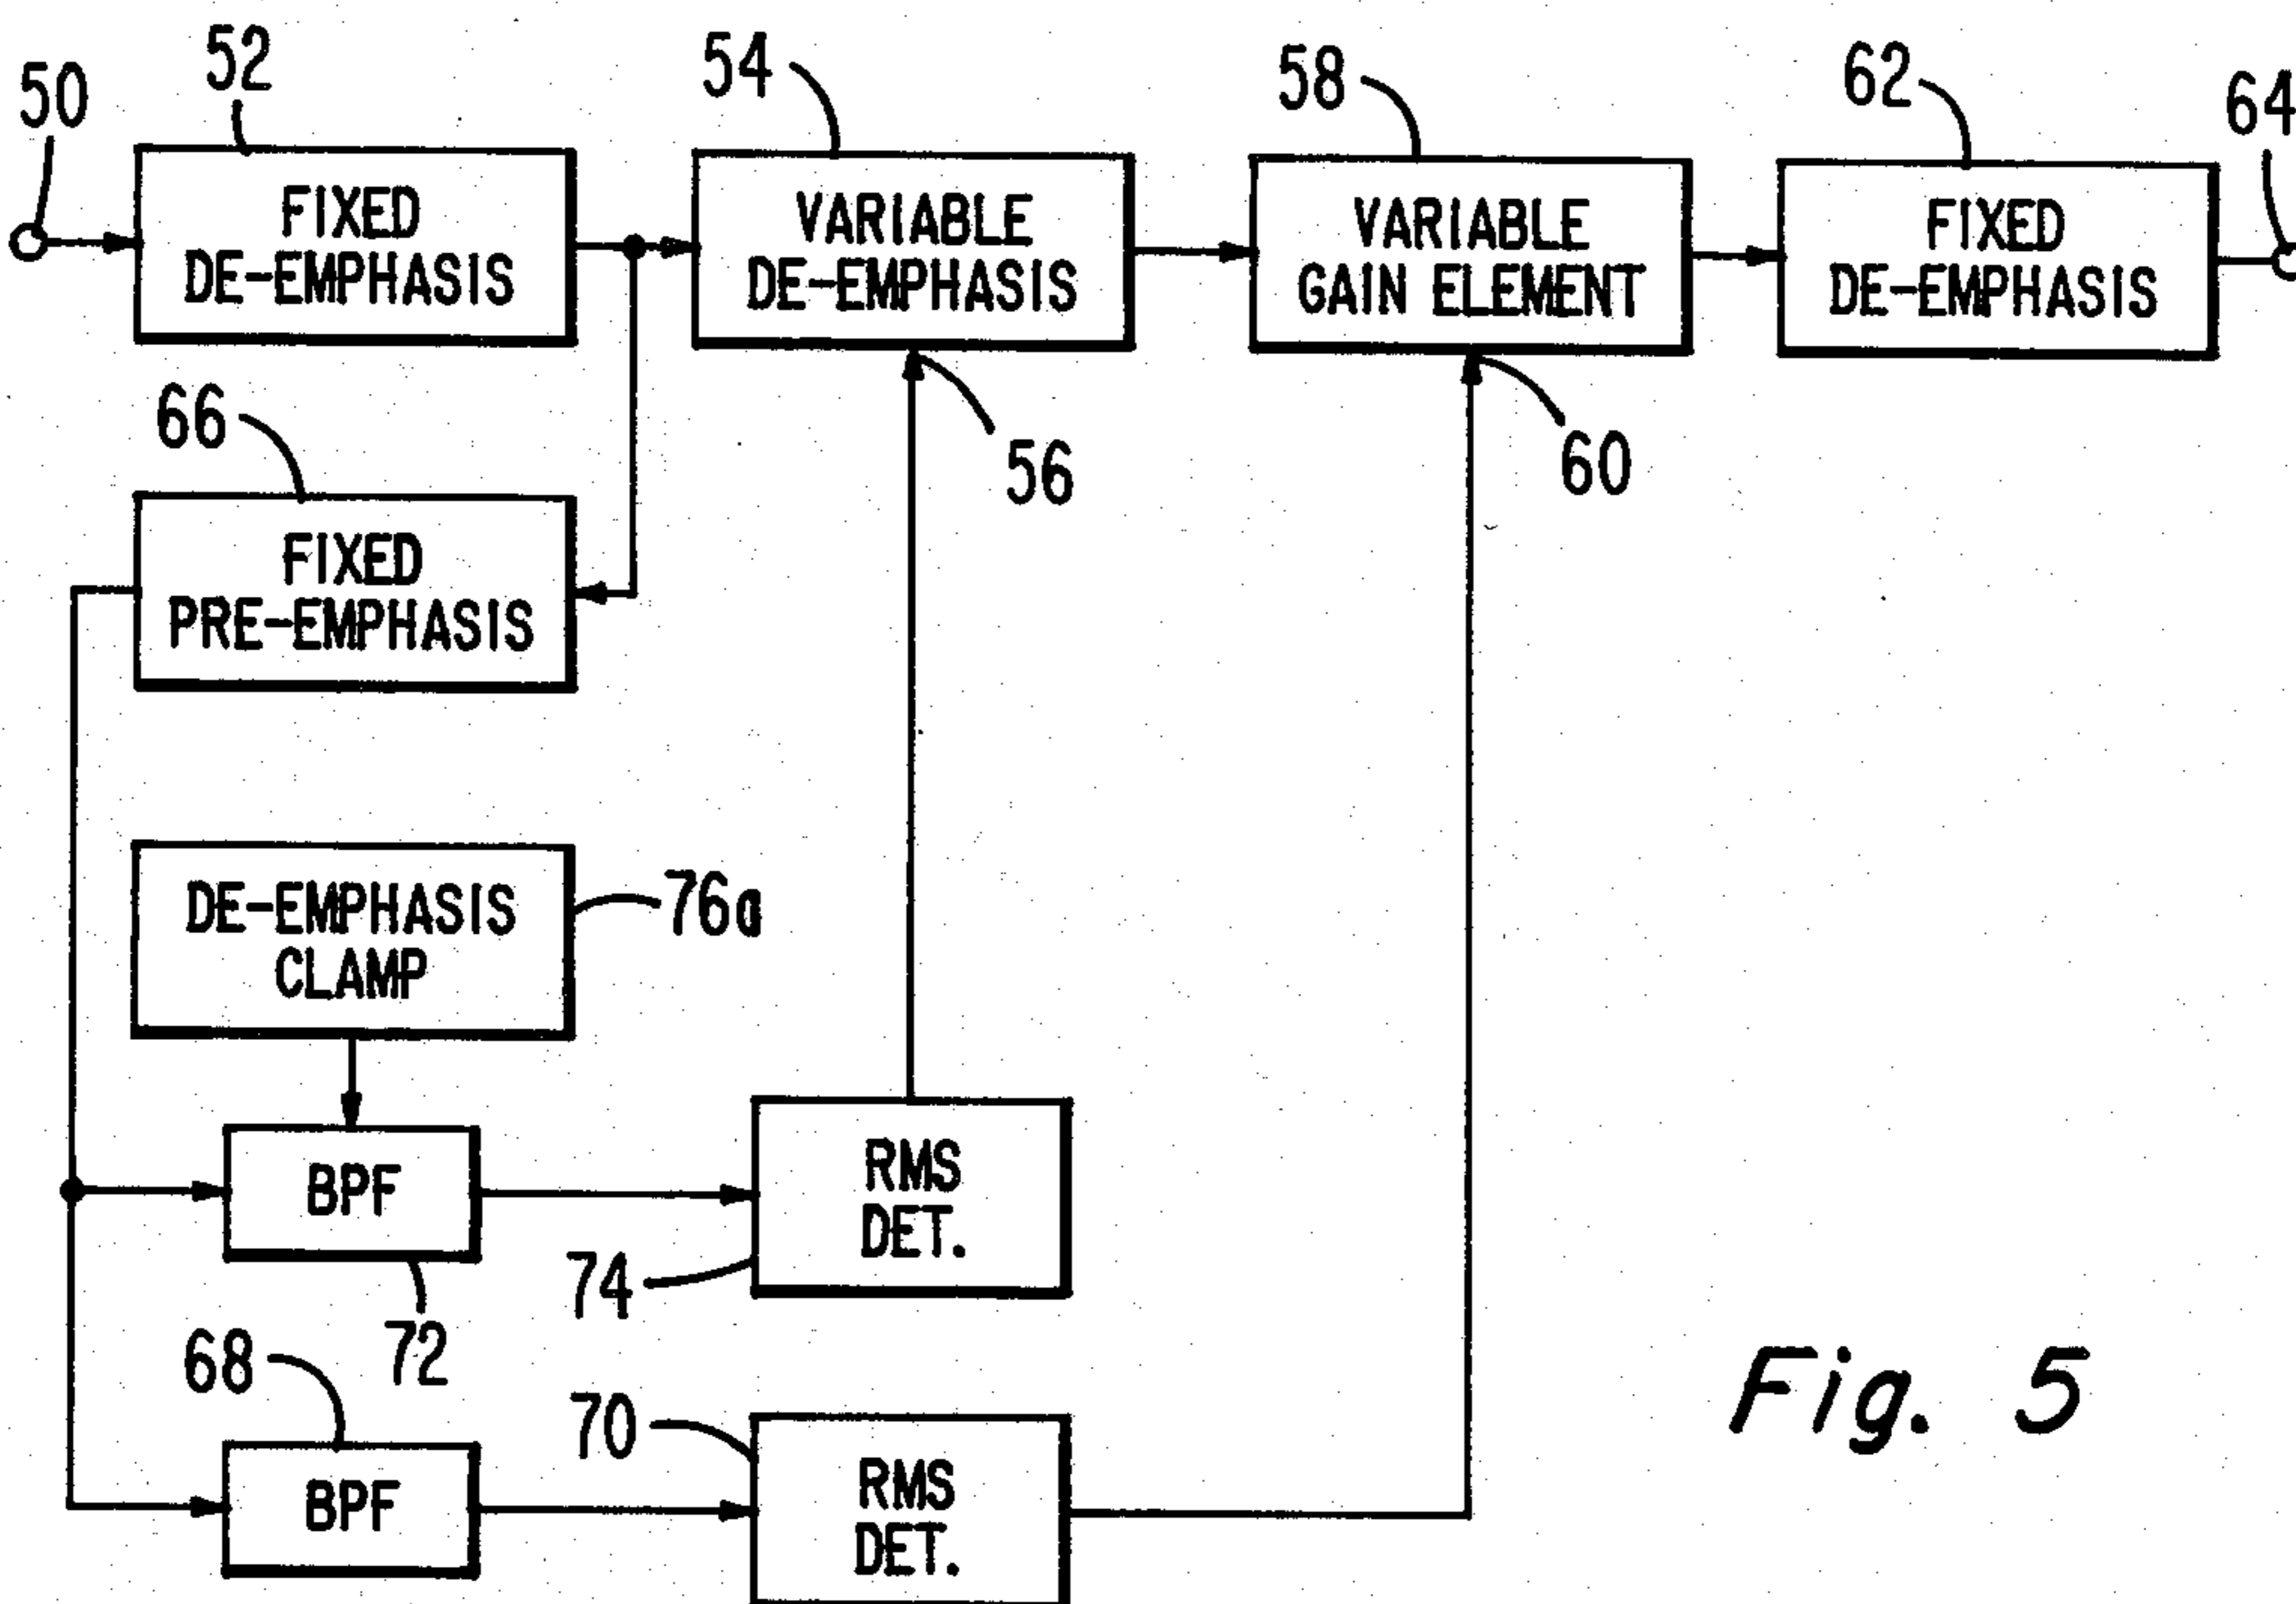 50
52
54
58
62
64
FIXED
DE-EMPHASIS
VARIABLE
DE-EMPHASIS
VARIABLE
GAIN ELEMENT
FIXED
DE-EMPHASIS
66
56
60
FIXED
PRE-EMPHASIS
DE-EMPHASIS
CLAMP
76a
BPF
72
RMS
DET.
74
68
BPF
70
RMS
DET.
Fig. 5